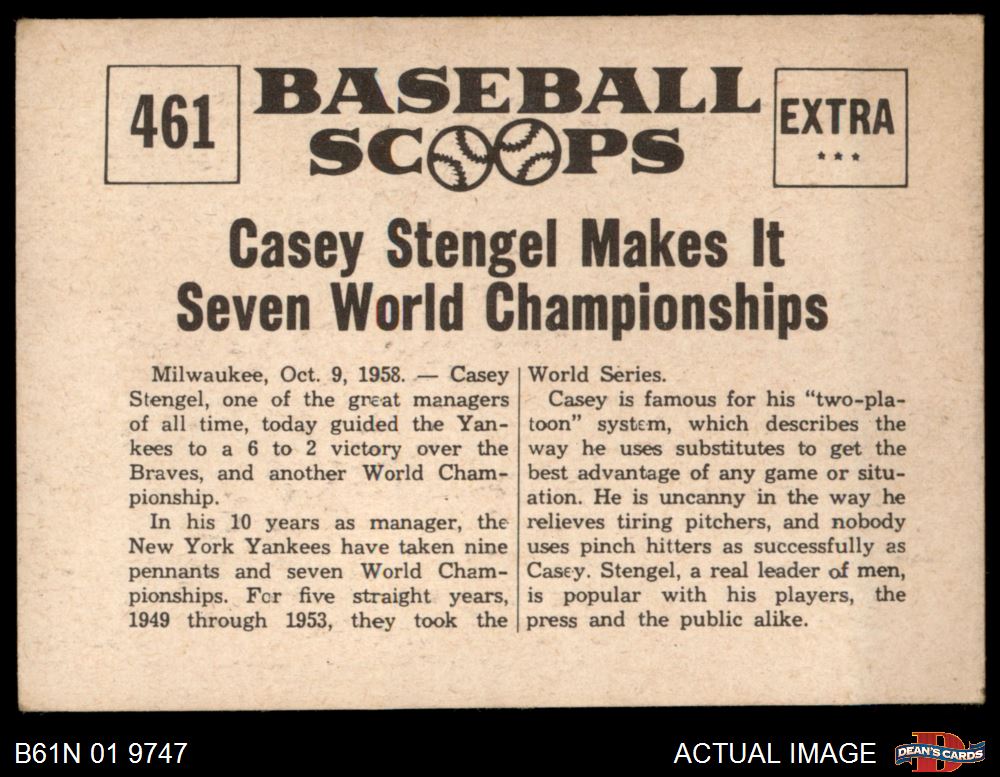 461
BASEBALL
SCOOPS
EXTRA
***
Casey Stengel Makes It
Seven World Championships
Milwaukee, Oct. 9, 1958. — Casey
Stengel, one of the great managers
of all time, today guided the Yan-
kees to a 6 to 2 victory over the
Braves, and another World Cham-
pionship.
In his 10 years as manager, the
New York Yankees have taken nine
pennants and seven World Cham-
pionships. For five straight years,
1949 through 1953, they took the
World Series.
Casey is famous for his "two-pla-
toon" system, which describes the
way he uses substitutes to get the
best advantage of any game or situ-
ation. He is uncanny in the way he
relieves tiring pitchers, and nobody
uses pinch hitters as successfully as
Casey. Stengel, a real leader of men,
is popular with his players, the
press and the public alike.
B61N 01 9747
ACTUAL IMAGE
DEAN'S CARDS